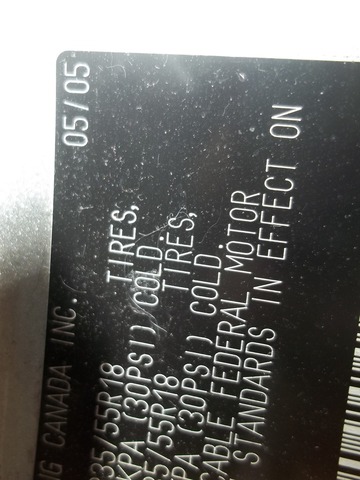 NG CANADA INC. 05/05
235/55R18 TIRES,
KPA (30PSI) COLD.
55R18 TIRES,
PA (30PSI) COLD.
CABLE FEDERAL MOTOR
STANDARDS IN EFFECT ON